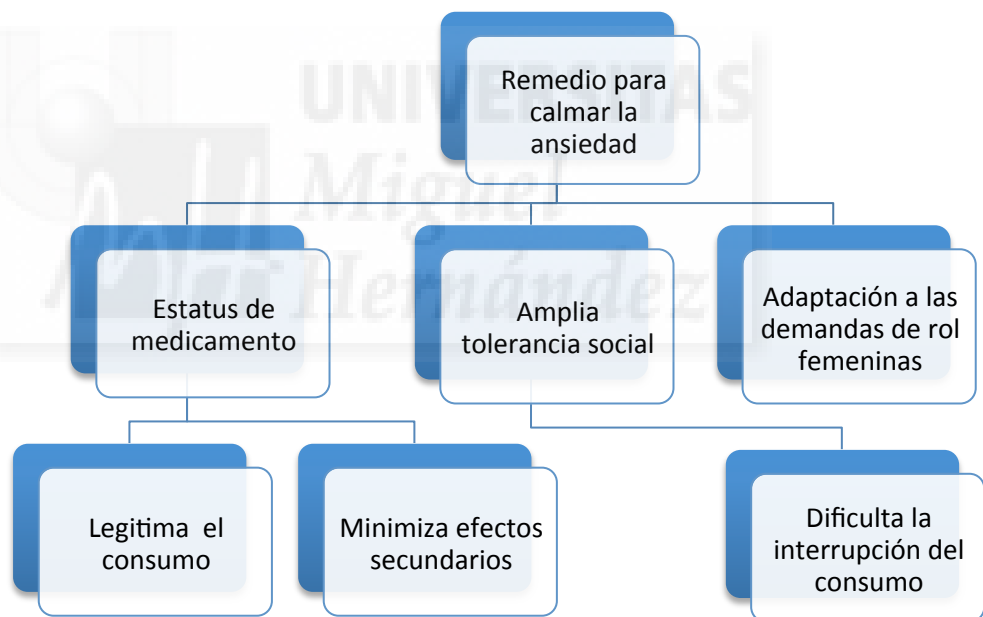 UNIVERSITAS
Miguel
Hernández
Remedio para
calmar la
ansiedad
Estatus de
medicamento
Amplia
tolerancia social
Adaptación a las
demandas de rol
femeninas
Legitima el
consumo
Minimiza efectos
secundarios
Dificulta la
interrupción del
consumo